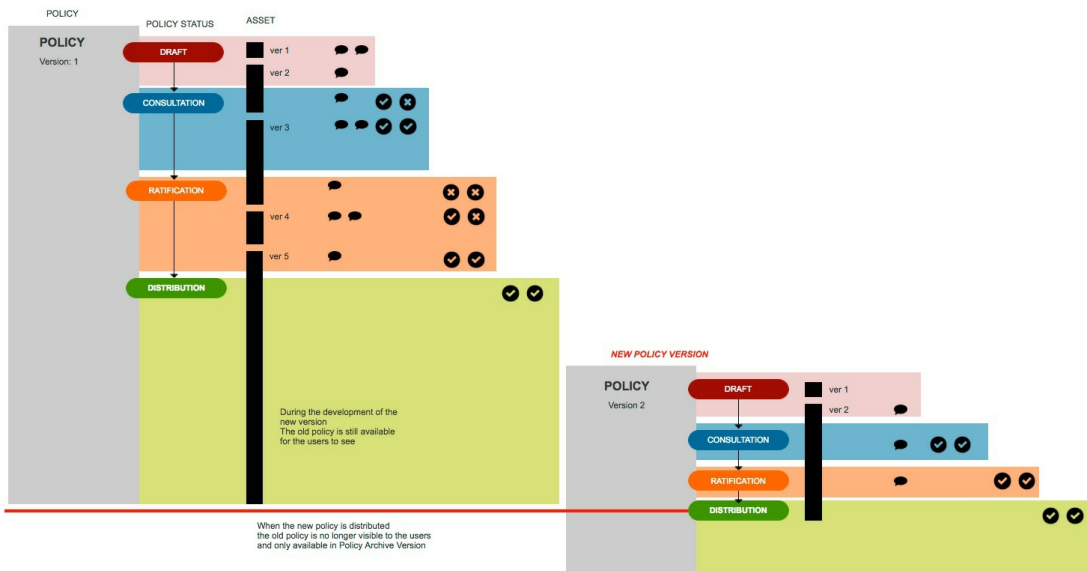 POLICY
POLICY STATUS
ASSET
POLICY
Version: 1
DRAFT
ver 1
ver 2
CONSULTATION
ver 3
RATIFICATION
ver 4
ver 5
DISTRIBUTION
During the development of the
new version
The old policy is still available
for the users to see
When the new policy is distributed
the old policy is no longer visible to the users
and only available in Policy Archive Version
NEW POLICY VERSION
POLICY
Version 2
DRAFT
ver 1
ver 2
CONSULTATION
RATIFICATION
DISTRIBUTION